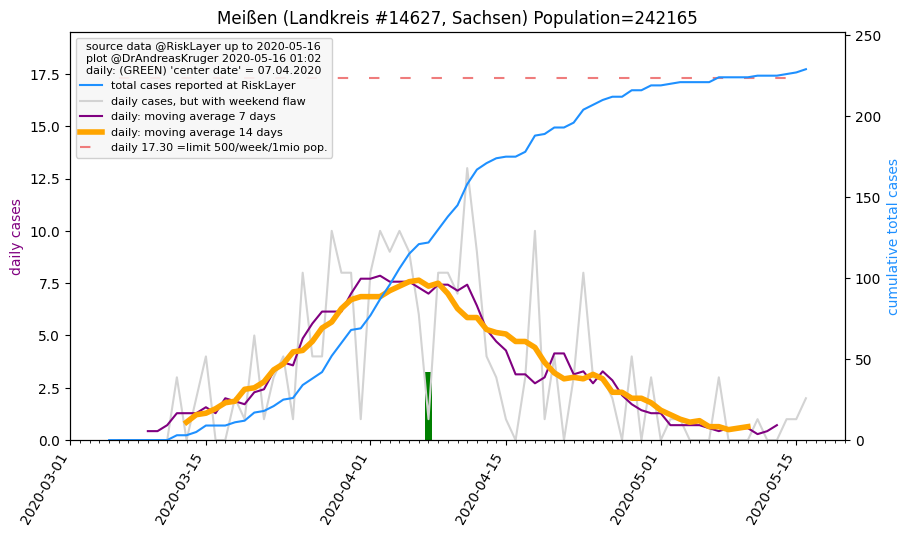 Meißen (Landkreis #14627, Sachsen) Population=242165
source data @RiskLayer up to 2020-05-16
plot @DrAndreasKruger 2020-05-16 01:02
daily: (GREEN) 'center date' = 07.04.2020
total cases reported at RiskLayer
daily cases, but with weekend flaw
daily: moving average 7 days
daily: moving average 14 days
daily 17.30 =limit 500/week/1mio pop.
daily cases
17.5
15.0
12.5
10.0
7.5
5.0
2.5
0.0
250
200
150
100
50
0
cumulative total cases
2020-03-01
2020-03-15
2020-04-01
2020-04-15
2020-05-01
2020-05-15